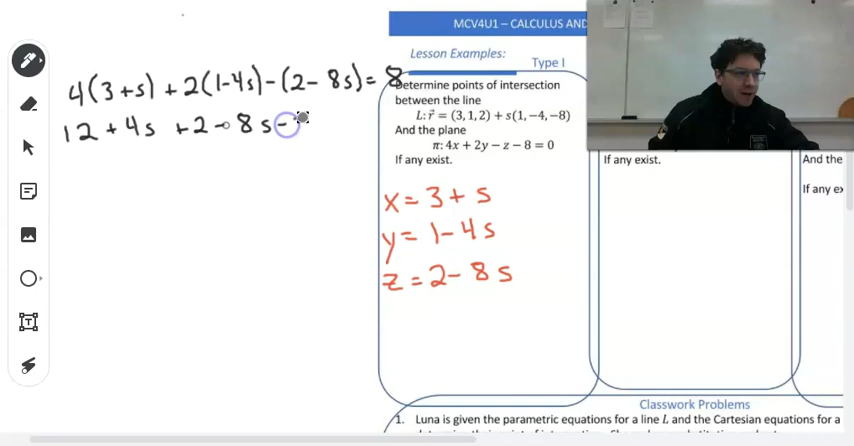 MCV4U1 – CALCULUS AND
Lesson Examples:
Type I
4(3+s) + 2(1-4s) - (2-8s) = 8
12 + 4s + 2 - 8s -
Determine points of intersection
between the line
L: r⃗ = (3, 1, 2) + s(1, −4, −8)
And the plane
π: 4x + 2y − z − 8 = 0
If any exist.
x = 3 + s
y = 1 - 4s
z = 2 - 8s
If any exist.
And the
If any ex
Classwork Problems
1. Luna is given the parametric equations for a line L and the Cartesian equations for a